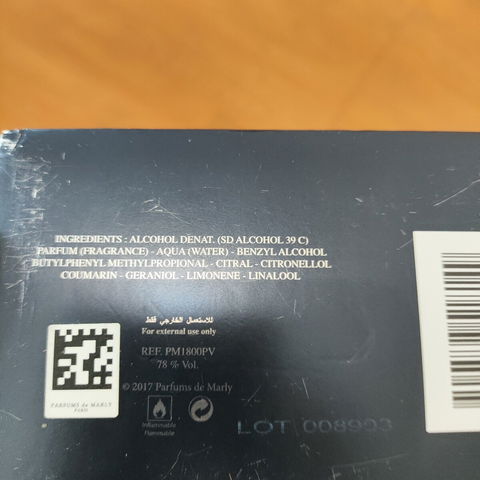 INGREDIENTS : ALCOHOL DENAT. (SD ALCOHOL 39 C)
PARFUM (FRAGRANCE) - AQUA (WATER) - BENZYL ALCOHOL
BUTYLPHENYL METHYLPROPIONAL - CITRAL - CITRONELLOL
COUMARIN - GERANIOL - LIMONENE - LINALOOL
للاستعمال الخارجي فقط
For external use only
REF. PM1800PV
78 % Vol.
© 2017 Parfums de Marly
PARFUMS de MARLY
PARIS
Inflammable
Flammable
LOT 008993